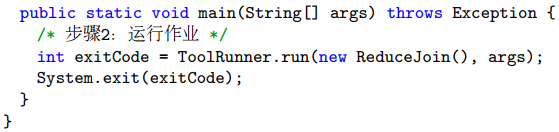 public static void main(String[] args) throws Exception {
/* 步骤2：运行作业 */
int exitCode = ToolRunner.run(new ReduceJoin(), args);
System.exit(exitCode);
}
}